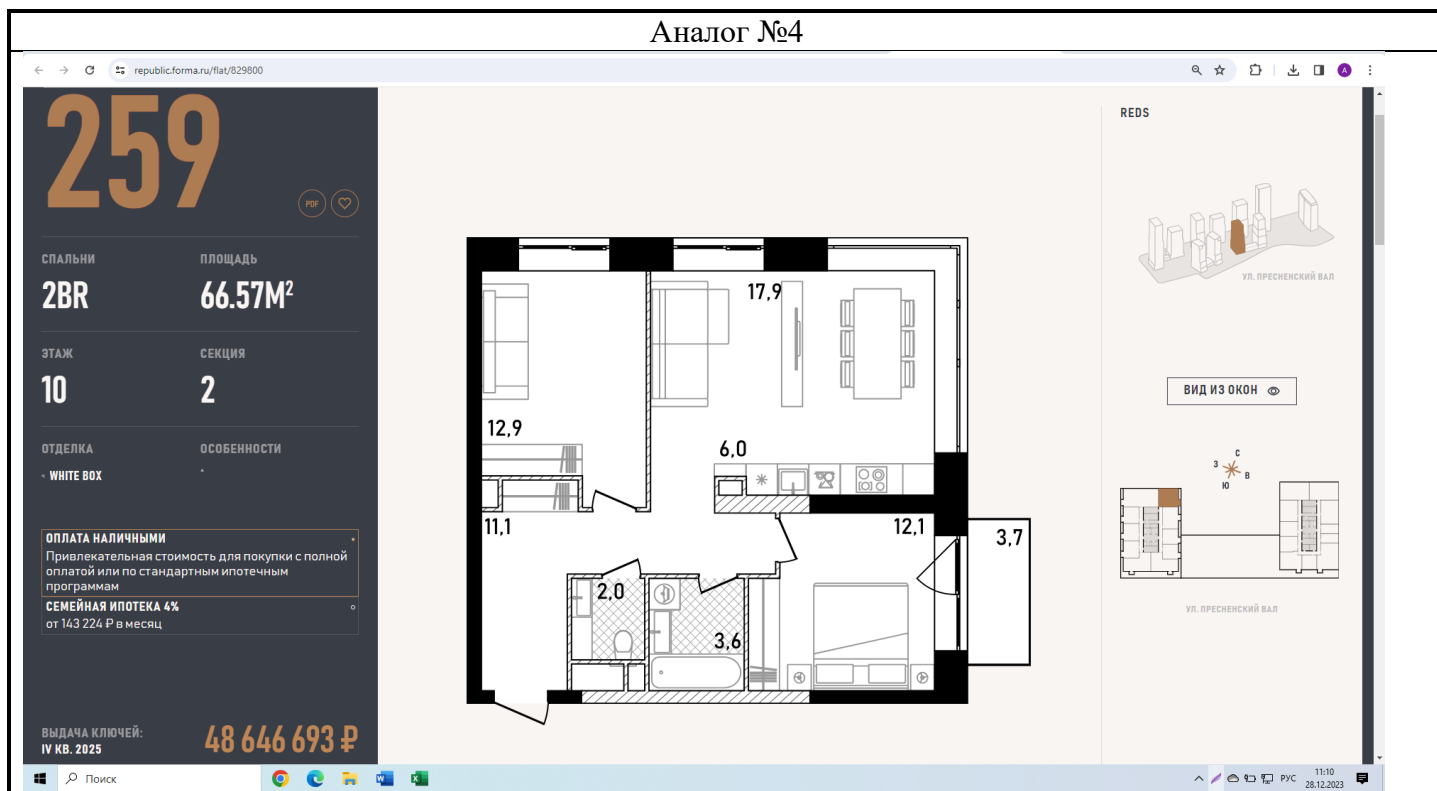 Аналог №4
republic.forma.ru/flat/829800
A
259
PDF
СПАЛЬНИ
ПЛОЩАДЬ
2BR
66.57М²
ЭТАЖ
СЕКЦИЯ
10
2
ОТДЕЛКА
ОСОБЕННОСТИ
WHITE BOX
ОПЛАТА НАЛИЧНЫМИ
Привлекательная стоимость для покупки с полной
оплатой или по стандартным ипотечным
программам
СЕМЕЙНАЯ ИПОТЕКА 4%
от 143 224 ₽ в месяц
ВЫДАЧА КЛЮЧЕЙ:
IV КВ. 2025
48 646 693 ₽
17,9
12,9
6,0
11,1
12,1
3,7
2,0
3,6
REDS
УЛ. ПРЕСНЕНСКИЙ ВАЛ
ВИД ИЗ ОКОН
С
З
В
Ю
УЛ. ПРЕСНЕНСКИЙ ВАЛ
Поиск
РУС
11:10
28.12.2023